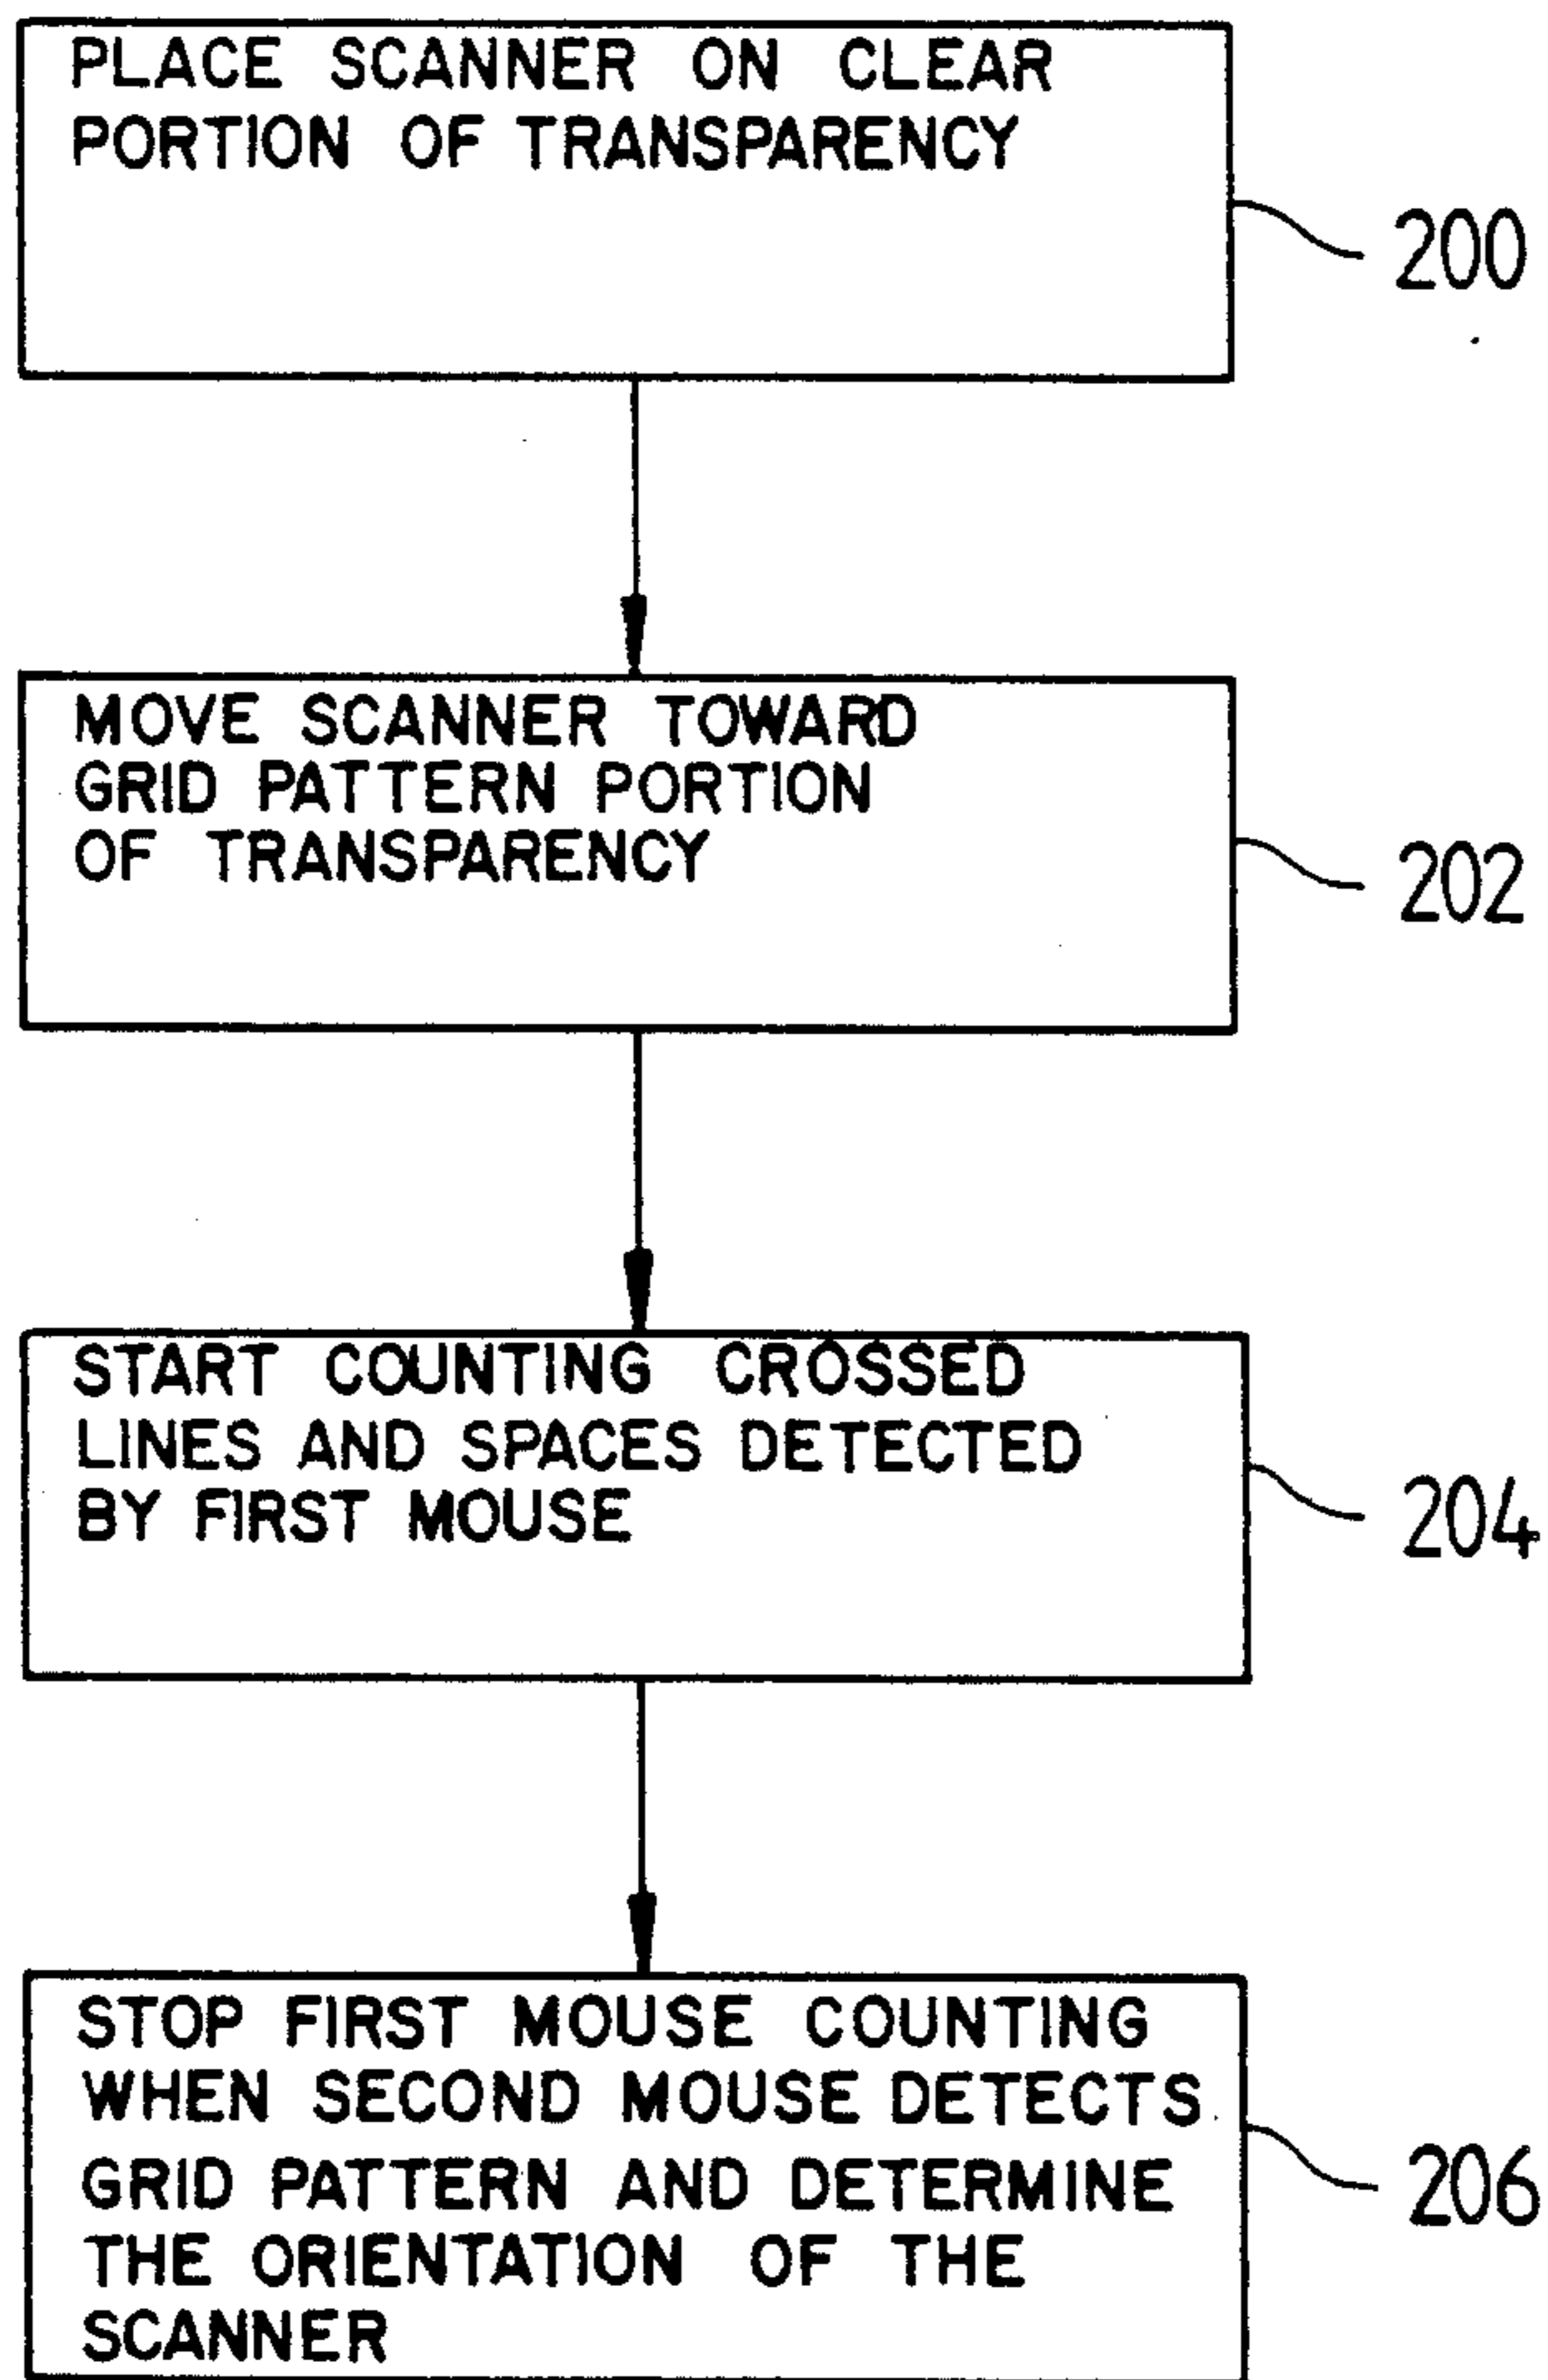 PLACE SCANNER ON CLEAR
PORTION OF TRANSPARENCY
200
MOVE SCANNER TOWARD
GRID PATTERN PORTION
OF TRANSPARENCY
202
START COUNTING CROSSED
LINES AND SPACES DETECTED
BY FIRST MOUSE
204
STOP FIRST MOUSE COUNTING
WHEN SECOND MOUSE DETECTS
GRID PATTERN AND DETERMINE
THE ORIENTATION OF THE
SCANNER
206